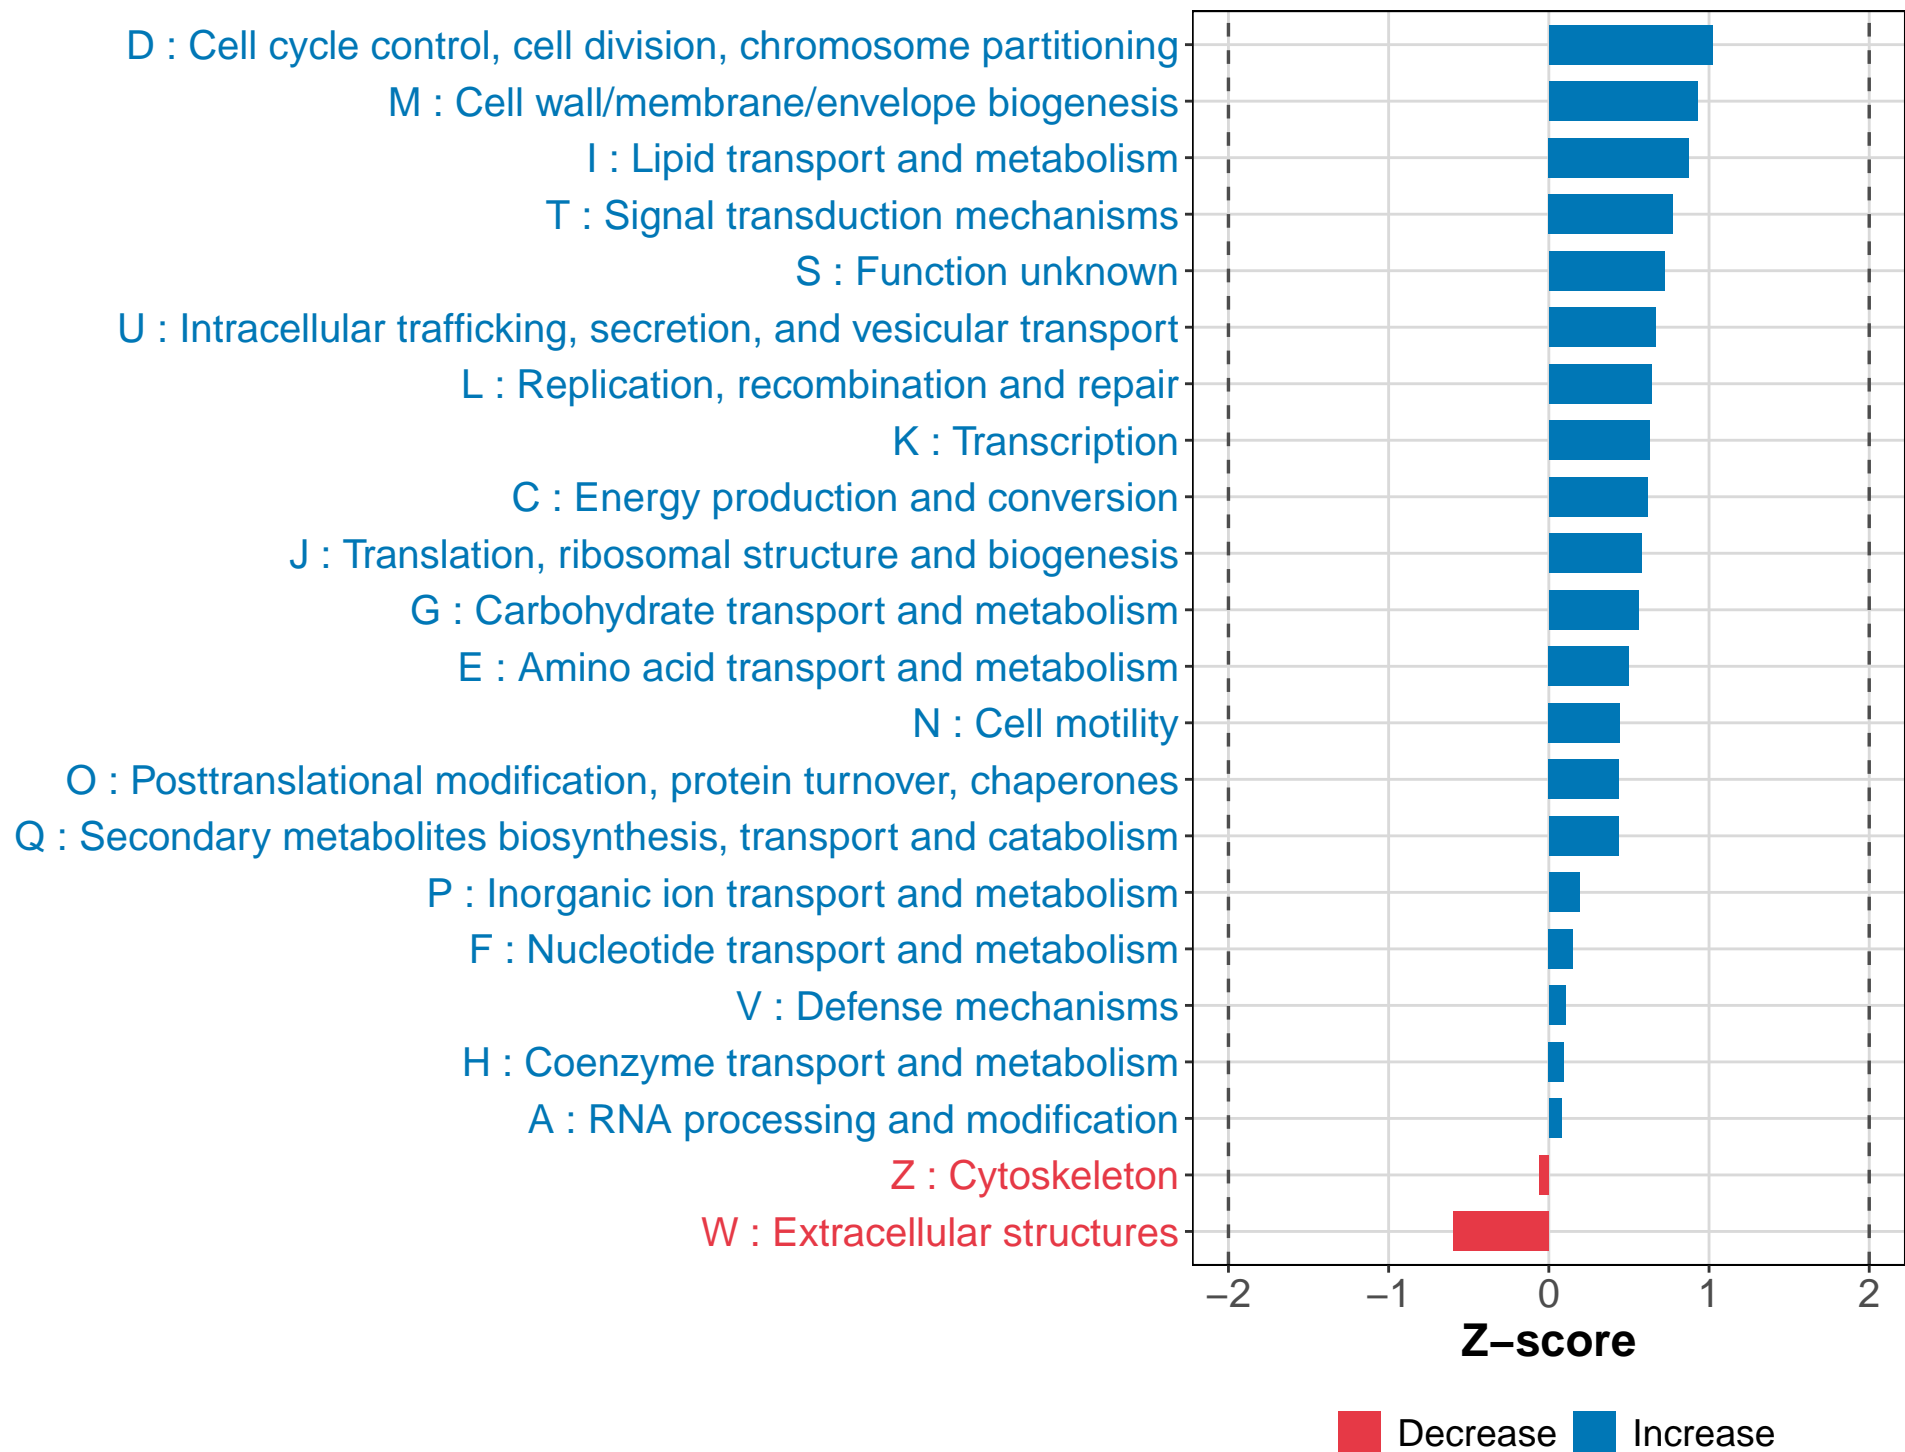 D : Cell cycle control, cell division, chromosome partitioning
M : Cell wall/membrane/envelope biogenesis
I : Lipid transport and metabolism
T : Signal transduction mechanisms
S : Function unknown
U : Intracellular trafficking, secretion, and vesicular transport
L : Replication, recombination and repair
K : Transcription
C : Energy production and conversion
J : Translation, ribosomal structure and biogenesis
G : Carbohydrate transport and metabolism
E : Amino acid transport and metabolism
N : Cell motility
O : Posttranslational modification, protein turnover, chaperones
Q : Secondary metabolites biosynthesis, transport and catabolism
P : Inorganic ion transport and metabolism
F : Nucleotide transport and metabolism
V : Defense mechanisms
H : Coenzyme transport and metabolism
A : RNA processing and modification
Z : Cytoskeleton
W : Extracellular structures
−2 −1 0 1 2
Z−score
Decrease Increase